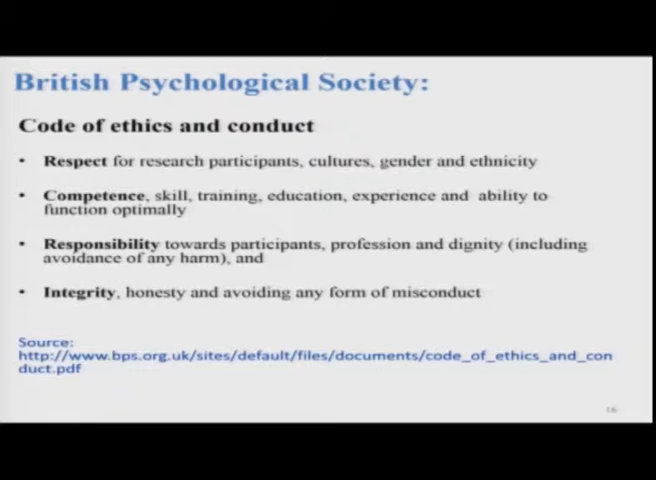 British Psychological Society:
Code of ethics and conduct
• Respect for research participants, cultures, gender and ethnicity
• Competence, skill, training, education, experience and ability to
function optimally
• Responsibility towards participants, profession and dignity (including
avoidance of any harm), and
• Integrity, honesty and avoiding any form of misconduct
Source:
http://www.bps.org.uk/sites/default/files/documents/code_of_ethics_and_con
duct.pdf
16